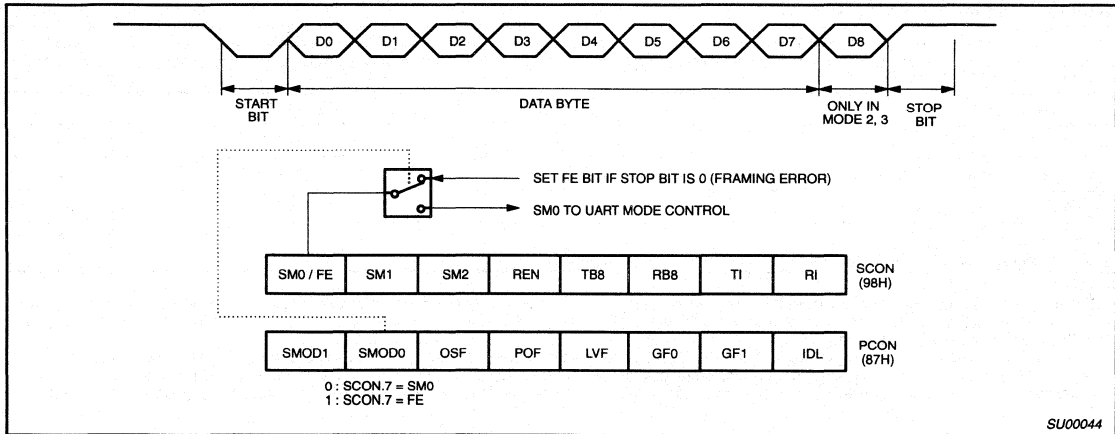 D0 D1 D2 D3 D4 D5 D6 D7 D8
START BIT
DATA BYTE
ONLY IN MODE 2, 3
STOP BIT
SET FE BIT IF STOP BIT IS 0 (FRAMING ERROR)
SM0 TO UART MODE CONTROL
SM0 / FE SM1 SM2 REN TB8 RB8 TI RI SCON (98H)
SMOD1 SMOD0 OSF POF LVF GF0 GF1 IDL PCON (87H)
0 : SCON.7 = SM0
1 : SCON.7 = FE
SU00044